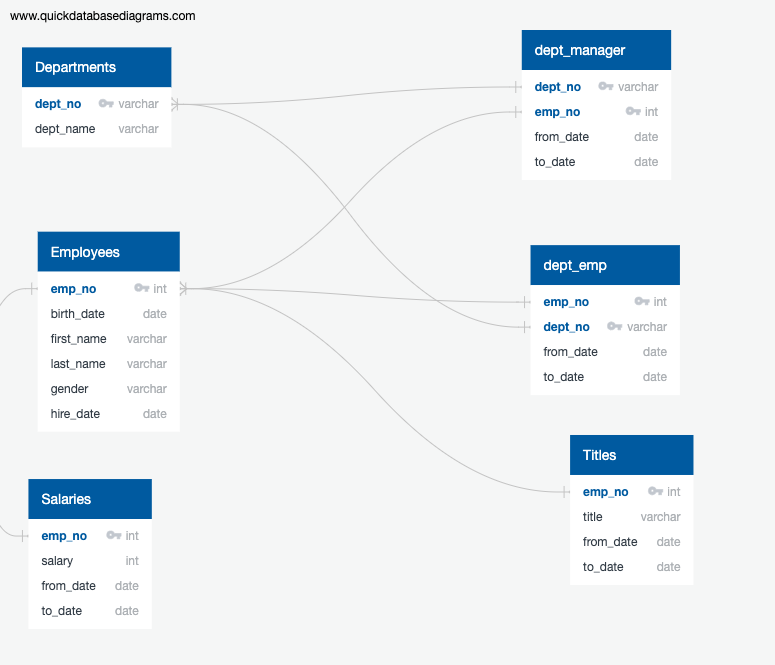 www.quickdatabasediagrams.com
Departments
dept_no varchar
dept_name varchar
dept_manager
dept_no varchar
emp_no int
from_date date
to_date date
Employees
emp_no int
birth_date date
first_name varchar
last_name varchar
gender varchar
hire_date date
dept_emp
emp_no int
dept_no varchar
from_date date
to_date date
Salaries
emp_no int
salary int
from_date date
to_date date
Titles
emp_no int
title varchar
from_date date
to_date date